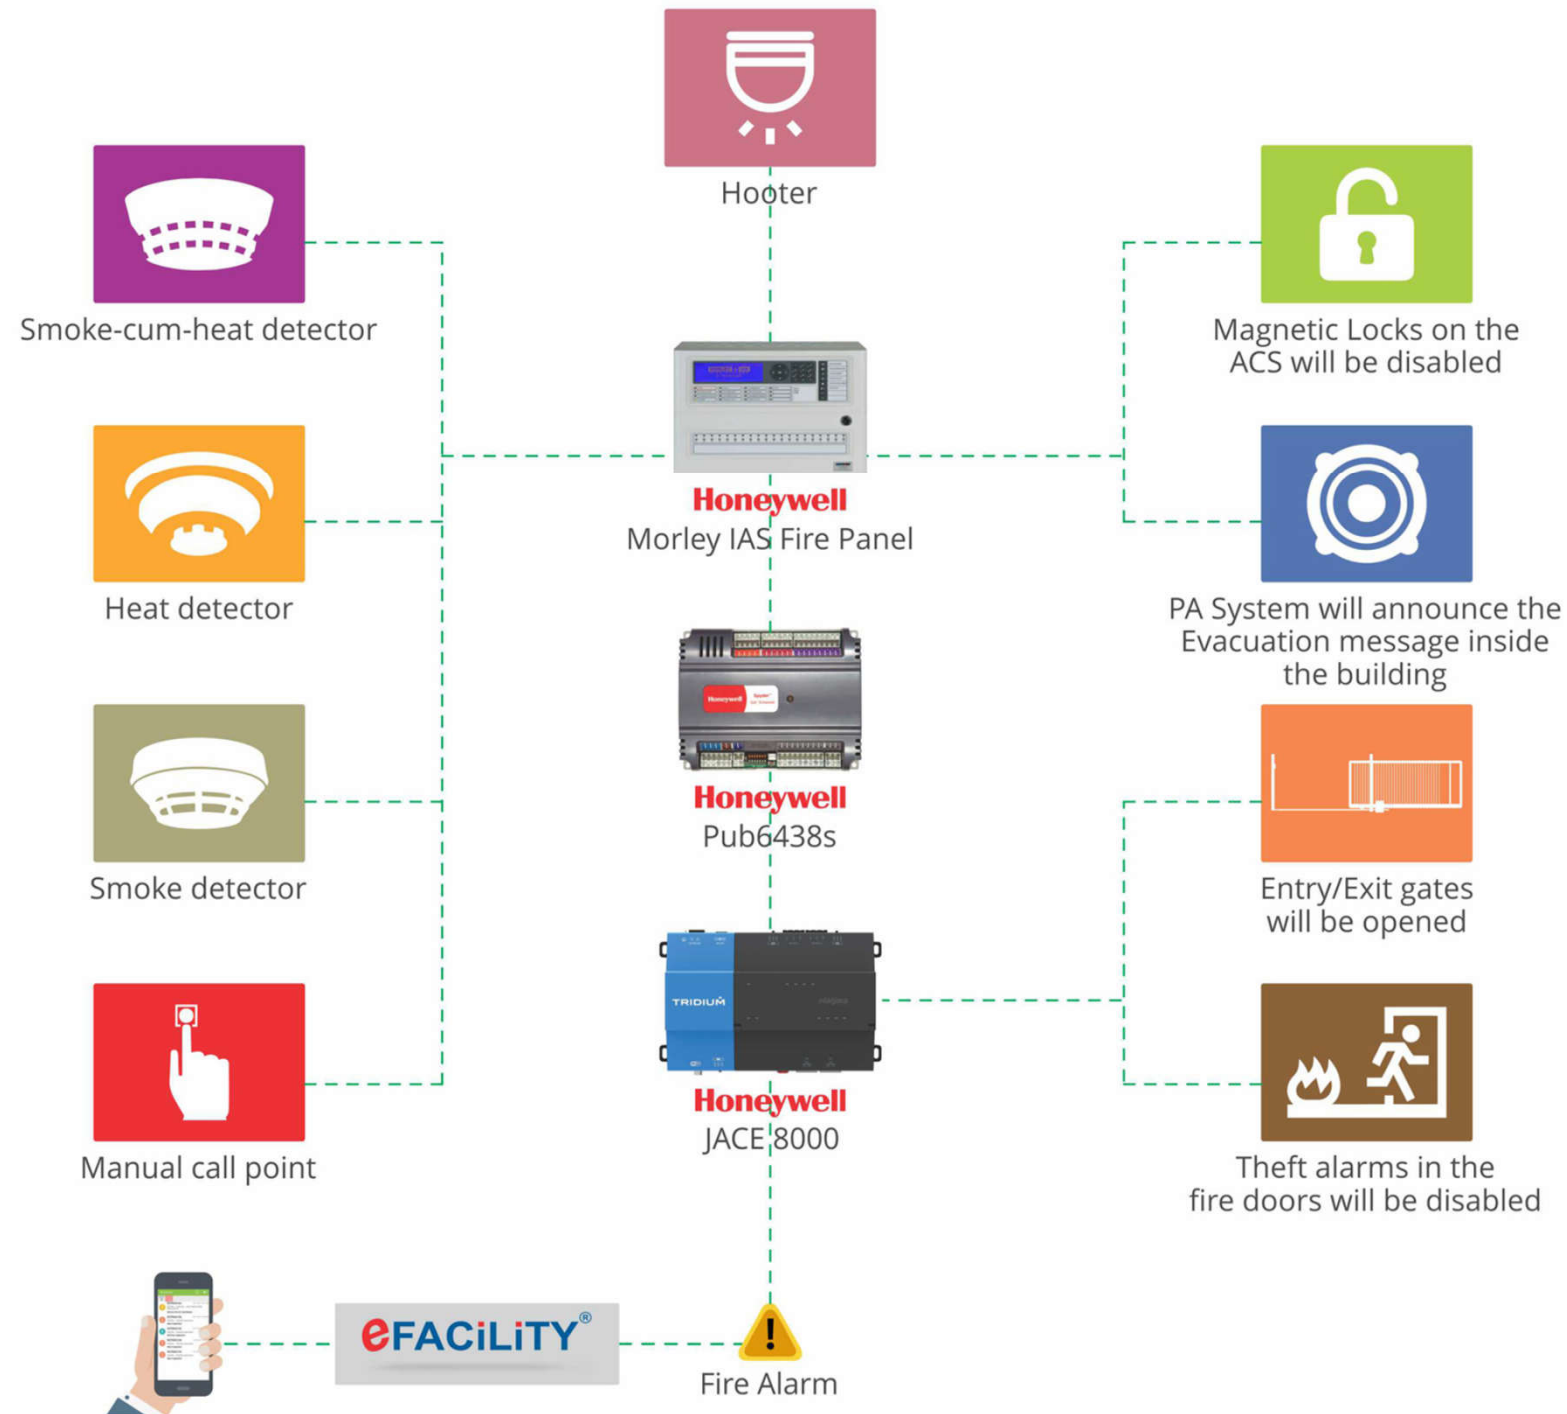 Hooter
Smoke-cum-heat detector
Magnetic Locks on the
ACS will be disabled
Honeywell
Morley IAS Fire Panel
Heat detector
PA System will announce the
Evacuation message inside
the building
Honeywell
Honeywell
Pub6438s
Smoke detector
Entry/Exit gates
will be opened
TRIDIUM
Honeywell
JACE 8000
Manual call point
Theft alarms in the
fire doors will be disabled
eFACiLiTY®
!
Fire Alarm